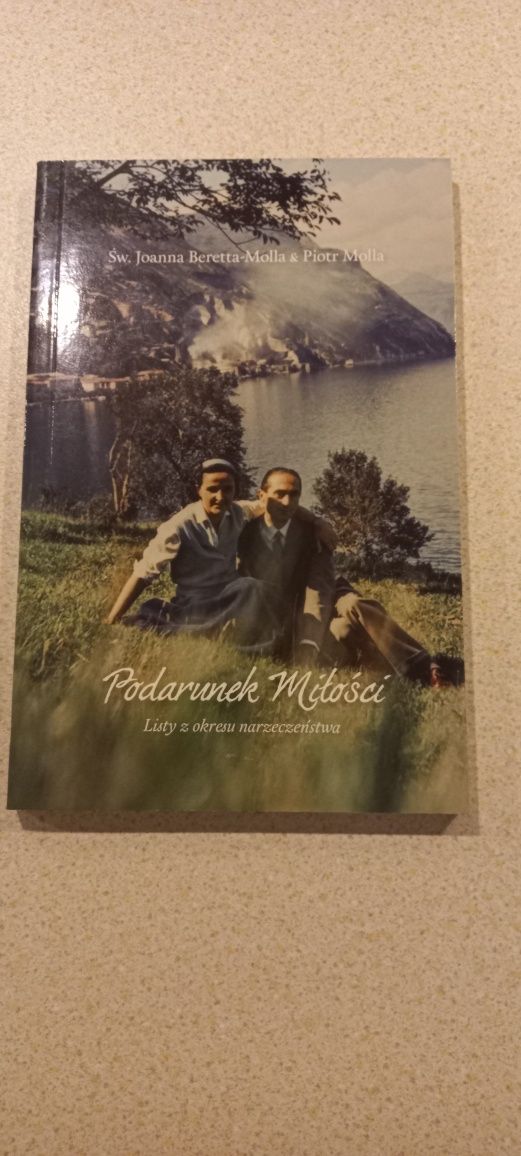 Św. Joanna Beretta-Molla & Piotr Molla
Podarunek Miłości
Listy z okresu narzeczeństwa